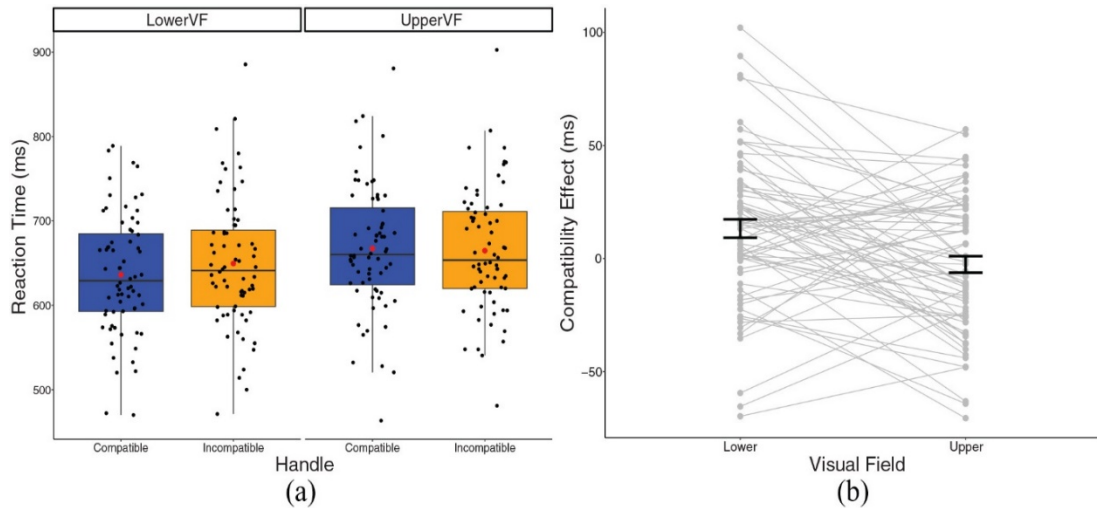 LowerVF
UpperVF
Reaction Time (ms)
900
800
700
600
500
Compatible
Incompatible
Compatible
Incompatible
Handle
(a)
Compatibility Effect (ms)
100
50
0
−50
Lower
Upper
Visual Field
(b)